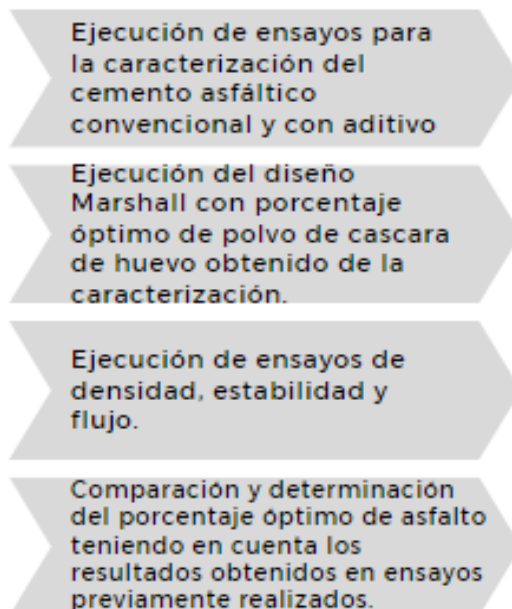 Ejecución de ensayos para
la caracterización del
cemento asfáltico
convencional y con aditivo
Ejecución del diseño
Marshall con porcentaje
óptimo de polvo de cascara
de huevo obtenido de la
caracterización.
Ejecución de ensayos de
densidad, estabilidad y
flujo.
Comparación y determinación
del porcentaje óptimo de asfalto
teniendo en cuenta los
resultados obtenidos en ensayos
previamente realizados.